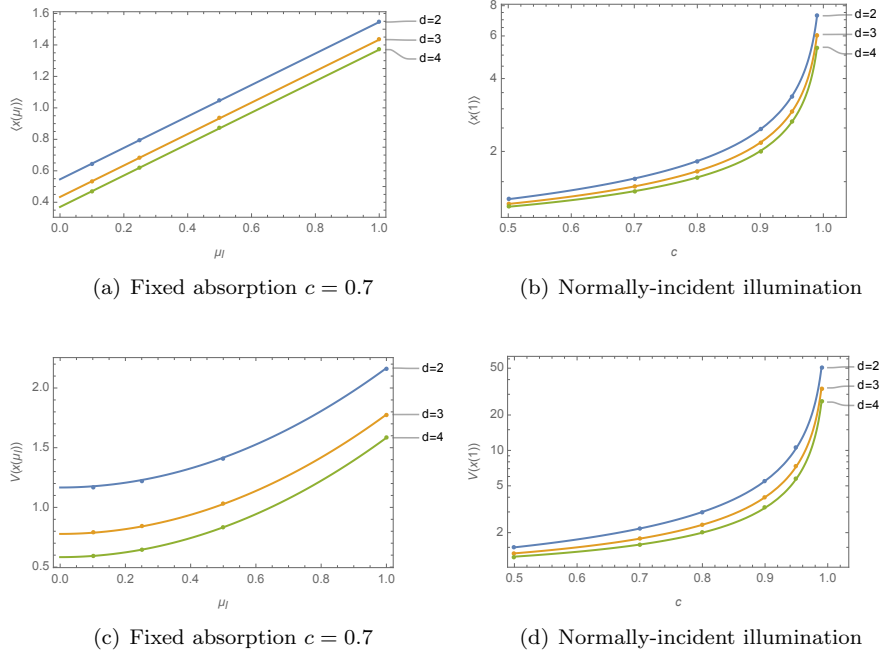 1.6
1.4
1.2
1.0
0.8
0.6
0.4
0.0
0.2
0.4
0.6
0.8
1.0
⟨x(μI)⟩
μI
d=2
d=3
d=4
(a) Fixed absorption c = 0.7
8
6
4
2
0.5
0.6
0.7
0.8
0.9
1.0
⟨x(1)⟩
c
d=2
d=3
d=4
(b) Normally-incident illumination
2.0
1.5
1.0
0.5
0.0
0.2
0.4
0.6
0.8
1.0
V(x(μI))
μI
d=2
d=3
d=4
(c) Fixed absorption c = 0.7
50
20
10
5
2
0.5
0.6
0.7
0.8
0.9
1.0
V(x(1))
c
d=2
d=3
d=4
(d) Normally-incident illumination